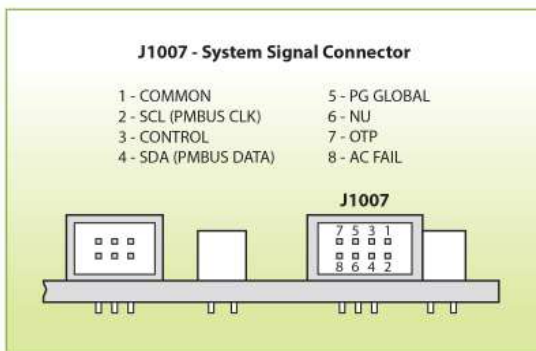 J1007 - System Signal Connector
1 - COMMON
2 - SCL (PMBUS CLK)
3 - CONTROL
4 - SDA (PMBUS DATA)
5 - PG GLOBAL
6 - NU
7 - OTP
8 - AC FAIL
J1007
7 5 3 1
8 6 4 2